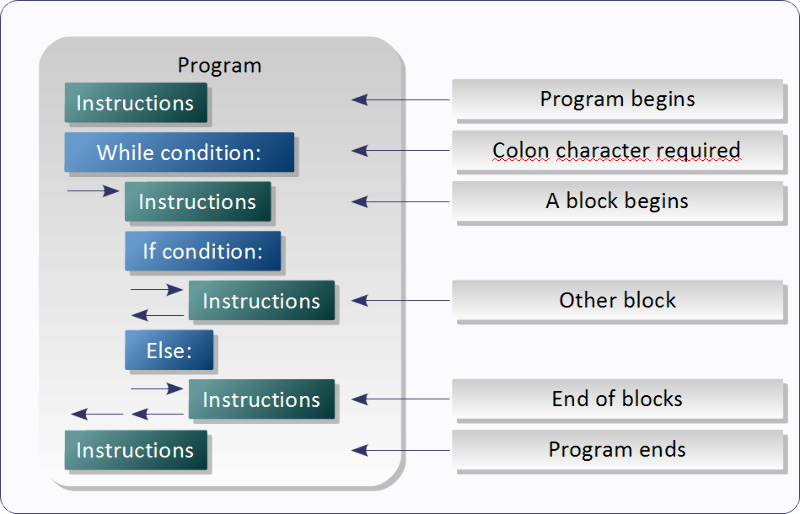 Program
Instructions
Program begins
While condition:
Colon character required
Instructions
A block begins
If condition:
Instructions
Other block
Else:
Instructions
End of blocks
Instructions
Program ends